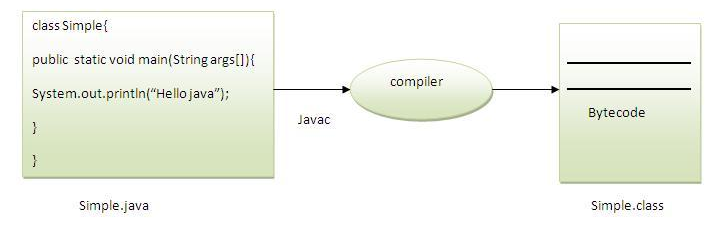 class Simple{
public static void main(String args[]){
System.out.println(“Hello java”);
}
}
Simple.java
Javac
compiler
Bytecode
Simple.class